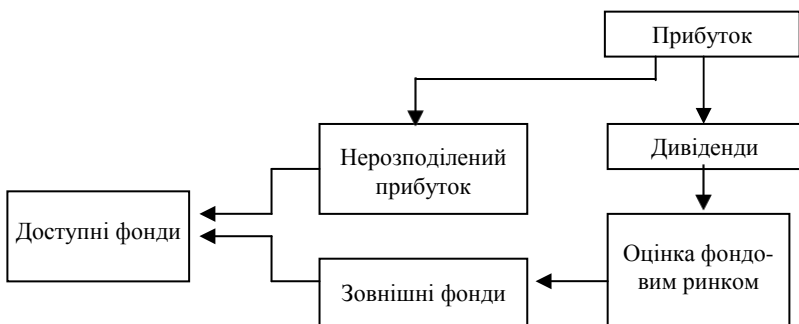 Прибуток
Нерозподілений
прибуток
Дивіденди
Доступні фонди
Оцінка фондо-
вим ринком
Зовнішні фонди